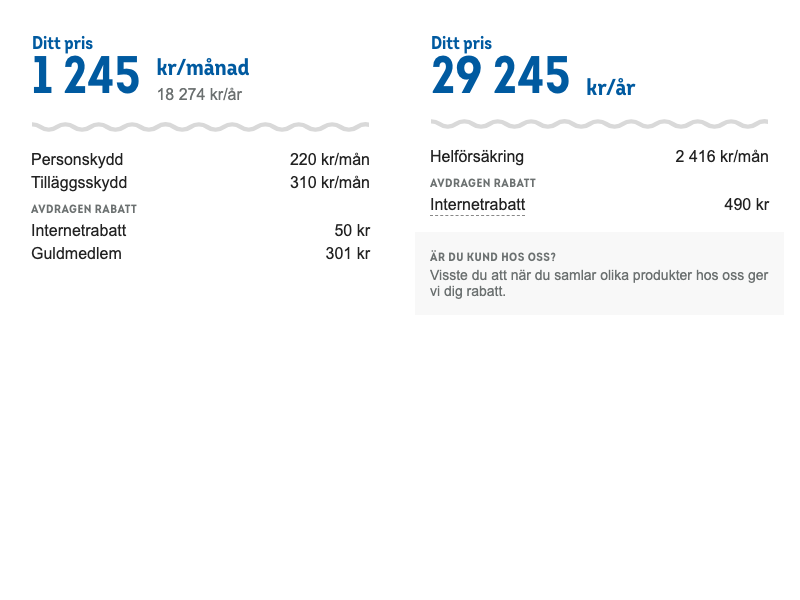 Ditt pris
1 245 kr/månad
18 274 kr/år
Personskydd 220 kr/mån
Tilläggsskydd 310 kr/mån
AVDRAGEN RABATT
Internetrabatt 50 kr
Guldmedlem 301 kr
Ditt pris
29 245 kr/år
Helförsäkring 2 416 kr/mån
AVDRAGEN RABATT
Internetrabatt 490 kr
ÄR DU KUND HOS OSS?
Visste du att när du samlar olika produkter hos oss ger
vi dig rabatt.